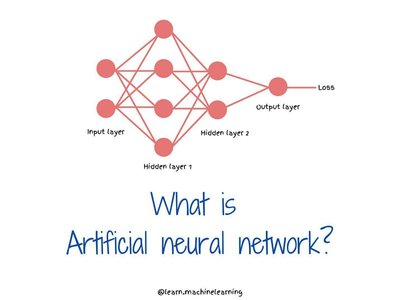 Loss
Output layer
Input layer
Hidden layer 2
Hidden layer 1
What is
Artificial neural network?
@learn.machinelearning